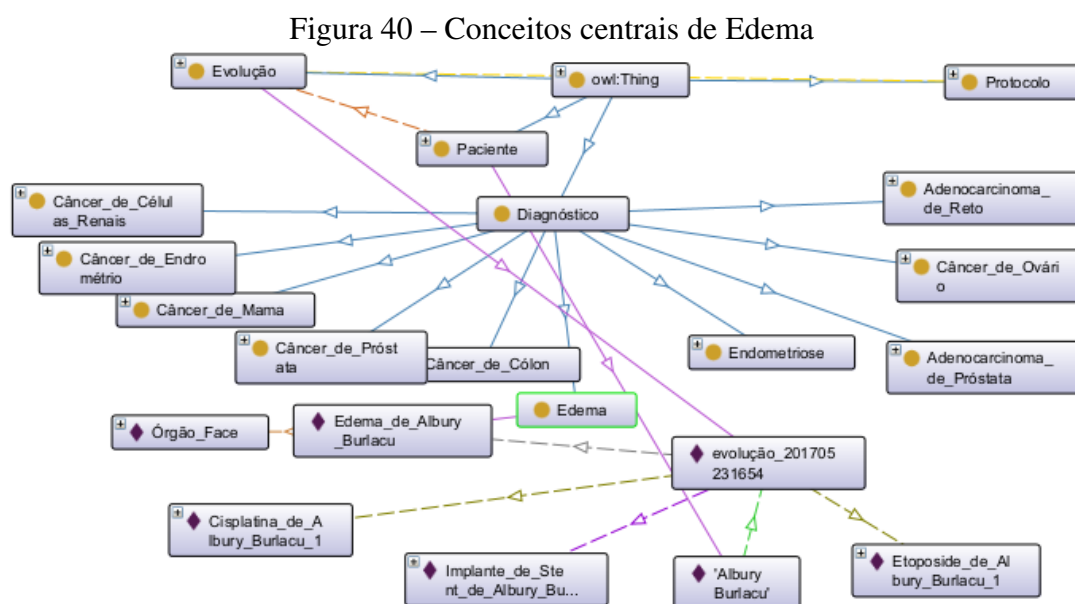 Figura 40 – Conceitos centrais de Edema
Evolução
owl:Thing
Protocolo
Paciente
Câncer_de_Célul
as_Renais
Diagnóstico
Adenocarcinoma_
de_Reto
Câncer_de_Endro
métrio
Câncer_de_Ovári
o
Câncer_de_Mama
Câncer_de_Próst
ata
Câncer_de_Cólon
Endometriose
Adenocarcinoma_
de_Próstata
Edema
Órgão_Face
Edema_de_Albury
_Burlacu
evolução_201705
231654
Cisplatina_de_A
lbury_Burlacu_1
Implante_de_Ste
nt_de_Albury_Bu...
'Albury
Burlacu'
Etoposide_de_Al
bury_Burlacu_1